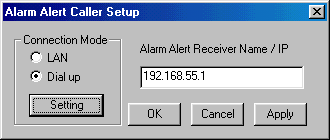 Alarm Alert Caller Setup
Connection Mode
LAN
Dial up
Setting
Alarm Alert Receiver Name / IP
192.168.55.1
OK
Cancel
Apply